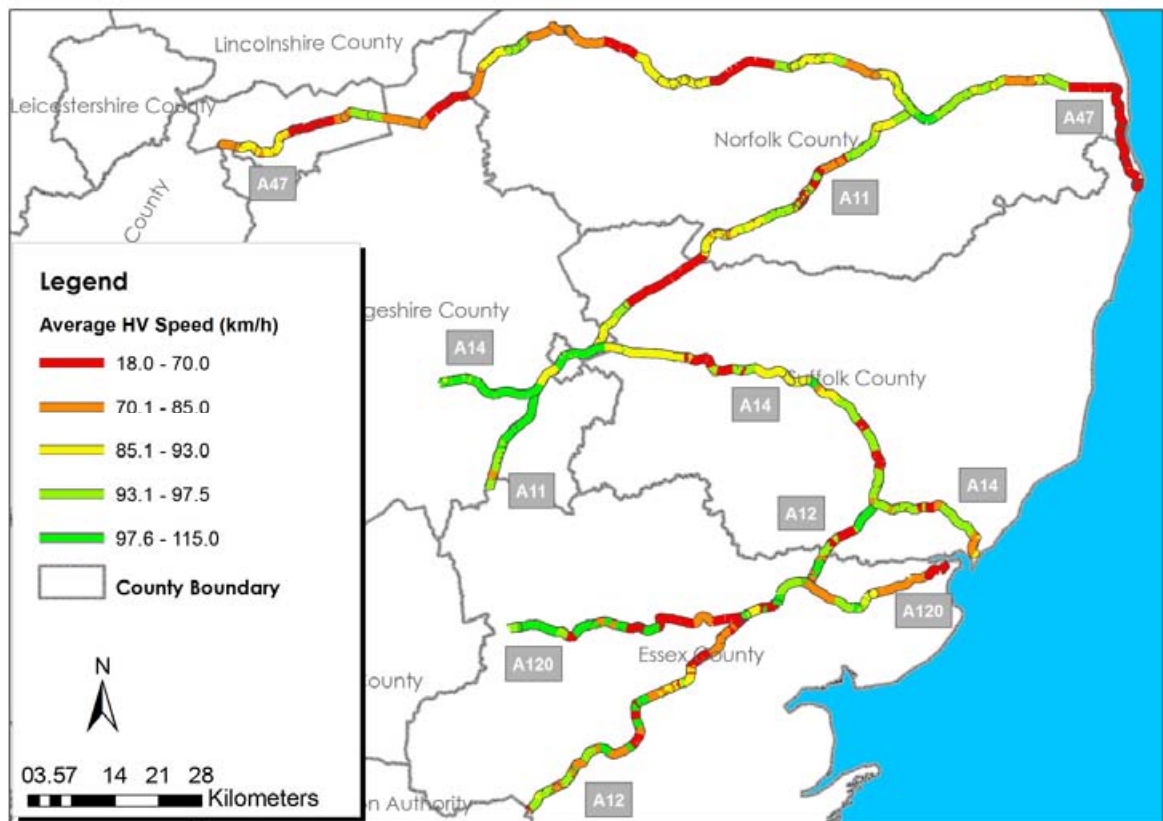 Lincolnshire County
Leicestershire County
A47
Norfolk County
A47
A11
County
Legend
Average HV Speed (km/h)
18.0 - 70.0
70.1 - 85.0
85.1 - 93.0
93.1 - 97.5
97.6 - 115.0
County Boundary
geshire County
A14
Suffolk County
A14
A11
A12
A14
A120
A120
Essex County
County
N
03.57 14 21 28
Kilometers
on Authority
A12